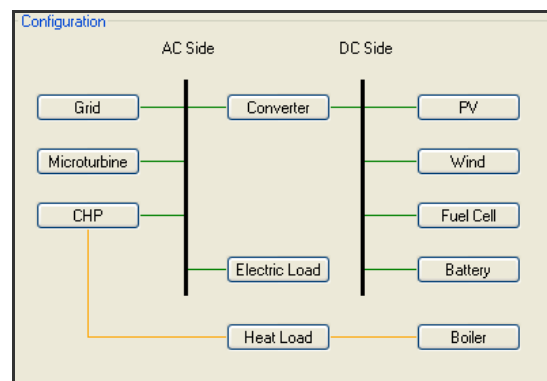 Configuration
AC Side DC Side
Grid Converter PV
Microturbine Wind
CHP Fuel Cell
Electric Load Battery
Heat Load Boiler